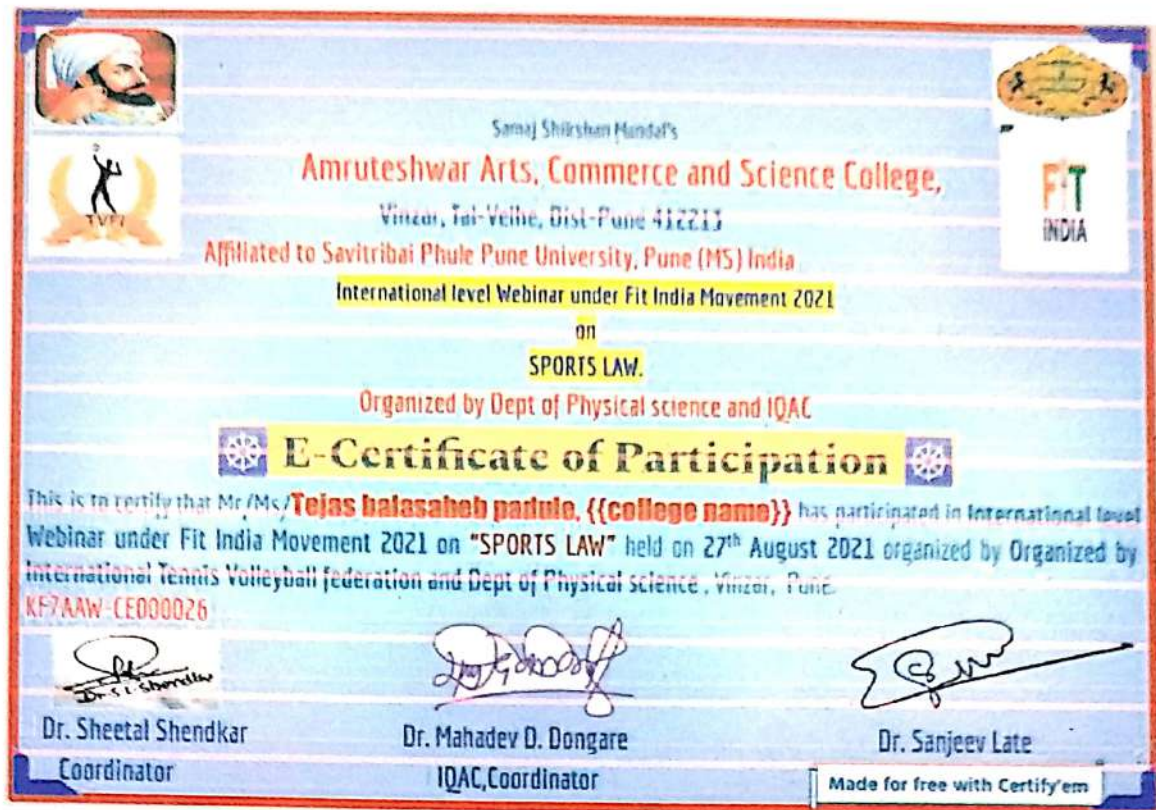 Samaj Shikshan Mandal's
Amruteshwar Arts, Commerce and Science College,
Vinzar, Tal-Velhe, Dist-Pune 412213
Affiliated to Savitribai Phule Pune University, Pune (MS) India
International level Webinar under Fit India Movement 2021
on
SPORTS LAW.
Organized by Dept of Physical science and IQAC
E-Certificate of Participation
This is to certify that Mr/Ms/Tejas balasaheb padule, {{college name}} has participated in International level
Webinar under Fit India Movement 2021 on "SPORTS LAW" held on 27th August 2021 organized by Organized by
International Tennis Volleyball federation and Dept of Physical science , Vinzar, Pune.
KF7AAW-CE000026
Dr. S. L. Shendkar
Dr. Sheetal Shendkar
Coordinator
Dr. Mahadev D. Dongare
IQAC,Coordinator
Dr. Sanjeev Late
Made for free with Certify'em
TVFI
FIT
INDIA